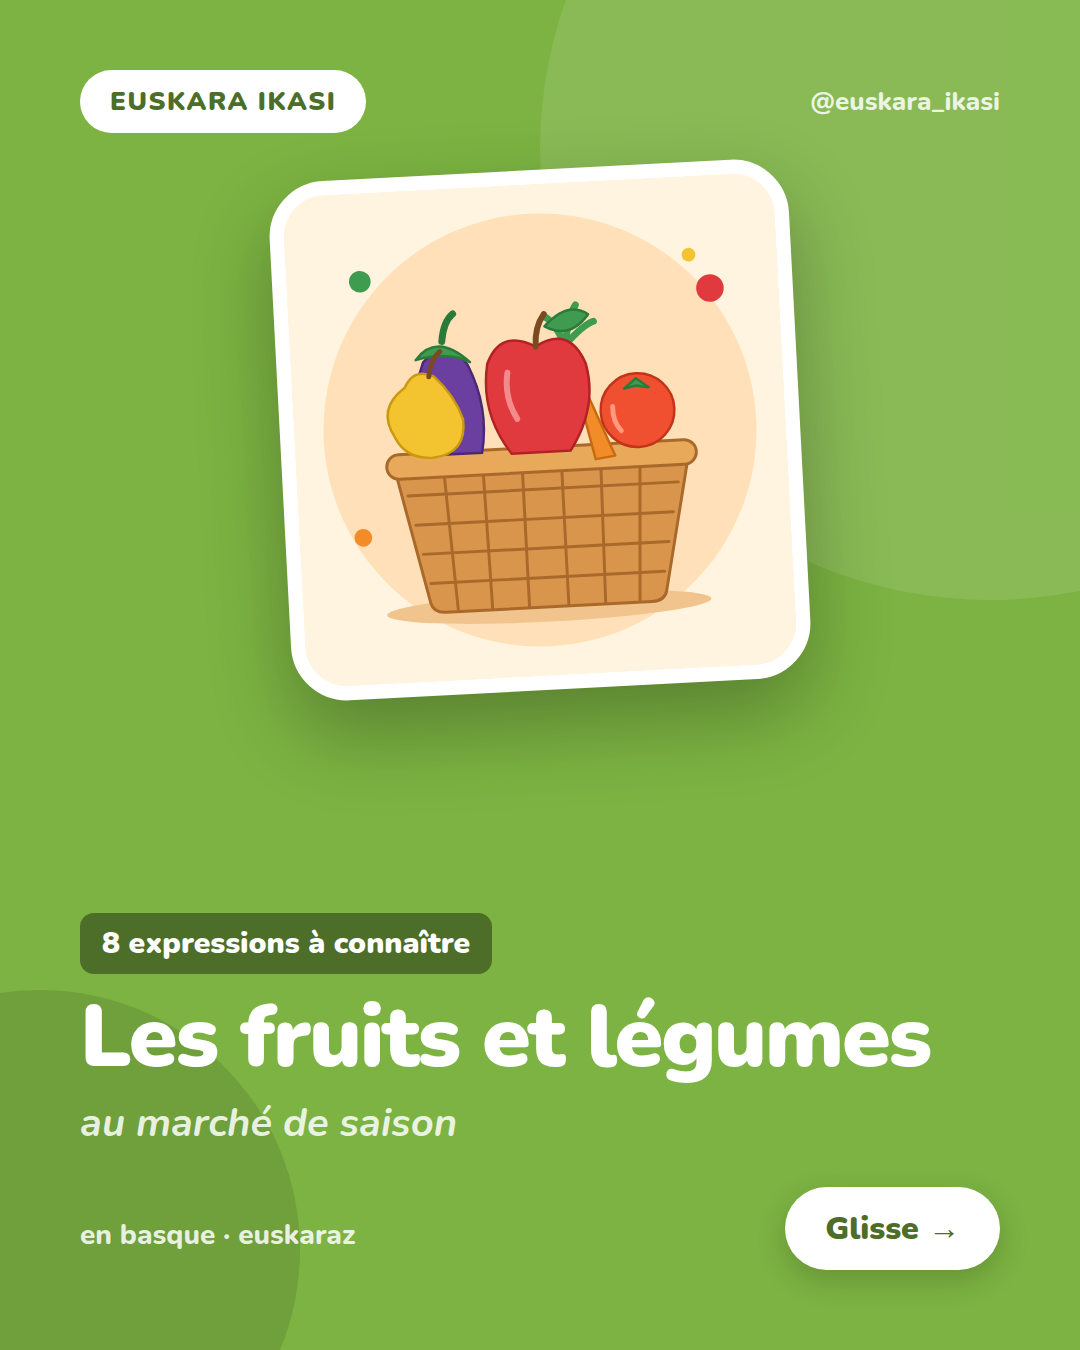 EUSKARA IKASI
@euskara_ikasi
8 expressions à connaître
Les fruits et légumes
au marché de saison
en basque · euskaraz
Glisse →